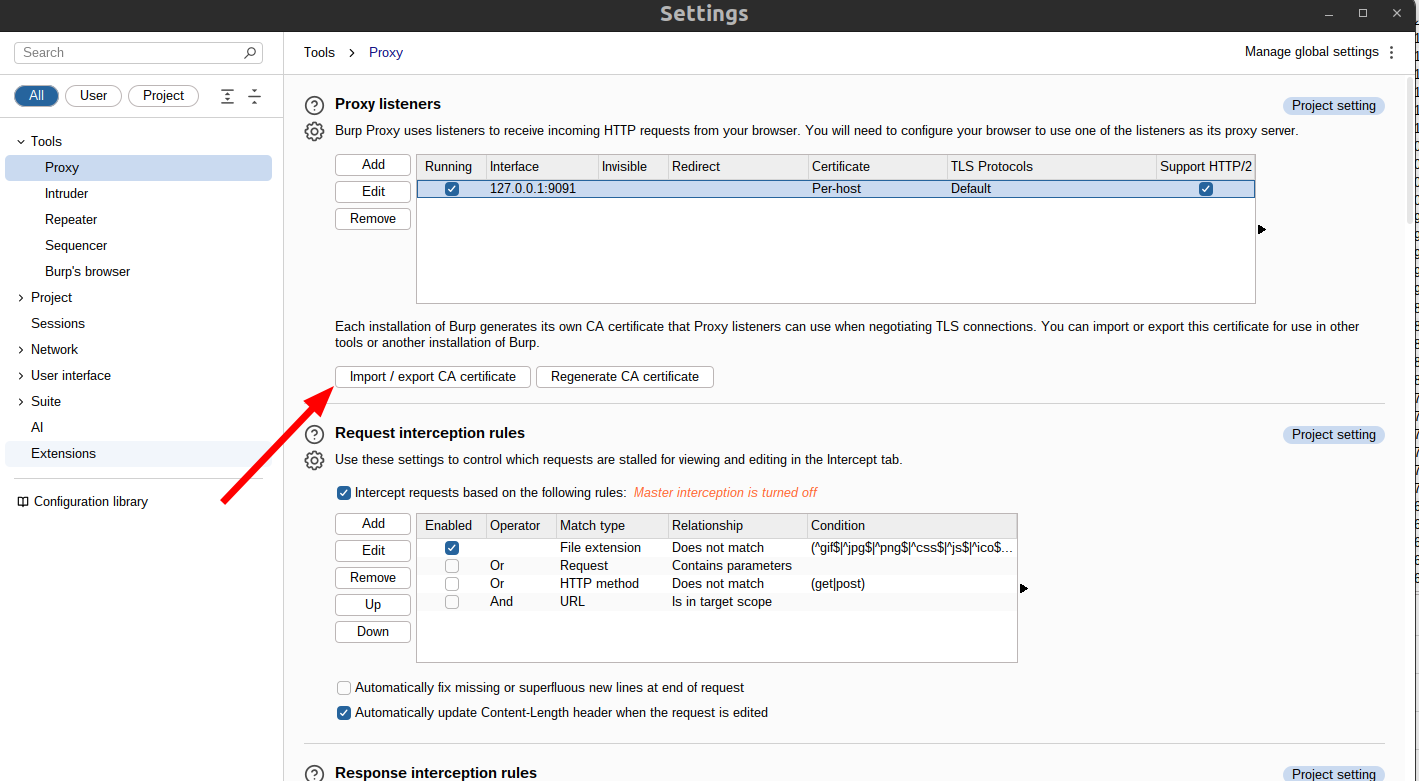 Settings
Search
All User Project
Tools
Proxy
Intruder
Repeater
Sequencer
Burp's browser
Project
Sessions
Network
User interface
Suite
AI
Extensions
Configuration library
Tools > Proxy
Manage global settings
Proxy listeners
Project setting
Burp Proxy uses listeners to receive incoming HTTP requests from your browser. You will need to configure your browser to use one of the listeners as its proxy server.
Add
Edit
Remove
Running Interface Invisible Redirect Certificate TLS Protocols Support HTTP/2
127.0.0.1:9091 Per-host Default
Each installation of Burp generates its own CA certificate that Proxy listeners can use when negotiating TLS connections. You can import or export this certificate for use in other
tools or another installation of Burp.
Import / export CA certificate Regenerate CA certificate
Request interception rules
Project setting
Use these settings to control which requests are stalled for viewing and editing in the Intercept tab.
Intercept requests based on the following rules: Master interception is turned off
Add
Edit
Remove
Up
Down
Enabled Operator Match type Relationship Condition
File extension Does not match (^gif$|^jpg$|^png$|^css$|^js$|^ico$...
Or Request Contains parameters
Or HTTP method Does not match (get|post)
And URL Is in target scope
Automatically fix missing or superfluous new lines at end of request
Automatically update Content-Length header when the request is edited
Response interception rules
Project setting